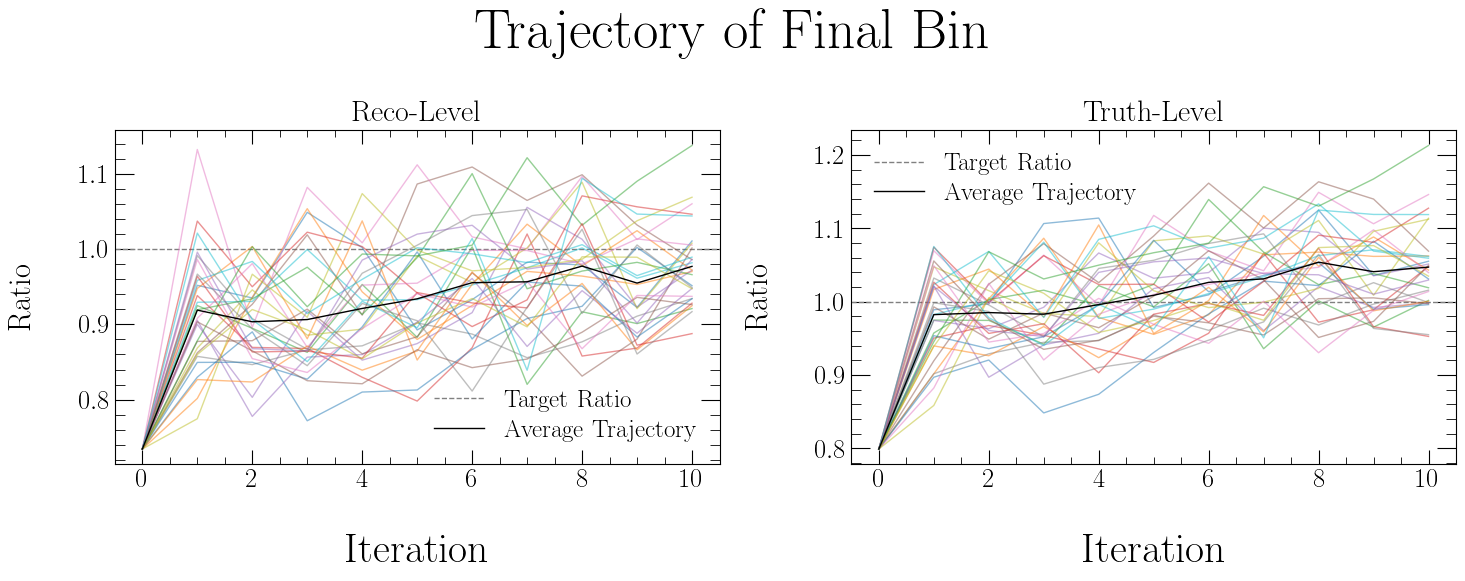 Trajectory of Final Bin
Reco-Level
Ratio
1.1
1.0
0.9
0.8
Target Ratio
Average Trajectory
0 2 4 6 8 10
Iteration
Truth-Level
Ratio
1.2
1.1
1.0
0.9
0.8
Target Ratio
Average Trajectory
0 2 4 6 8 10
Iteration